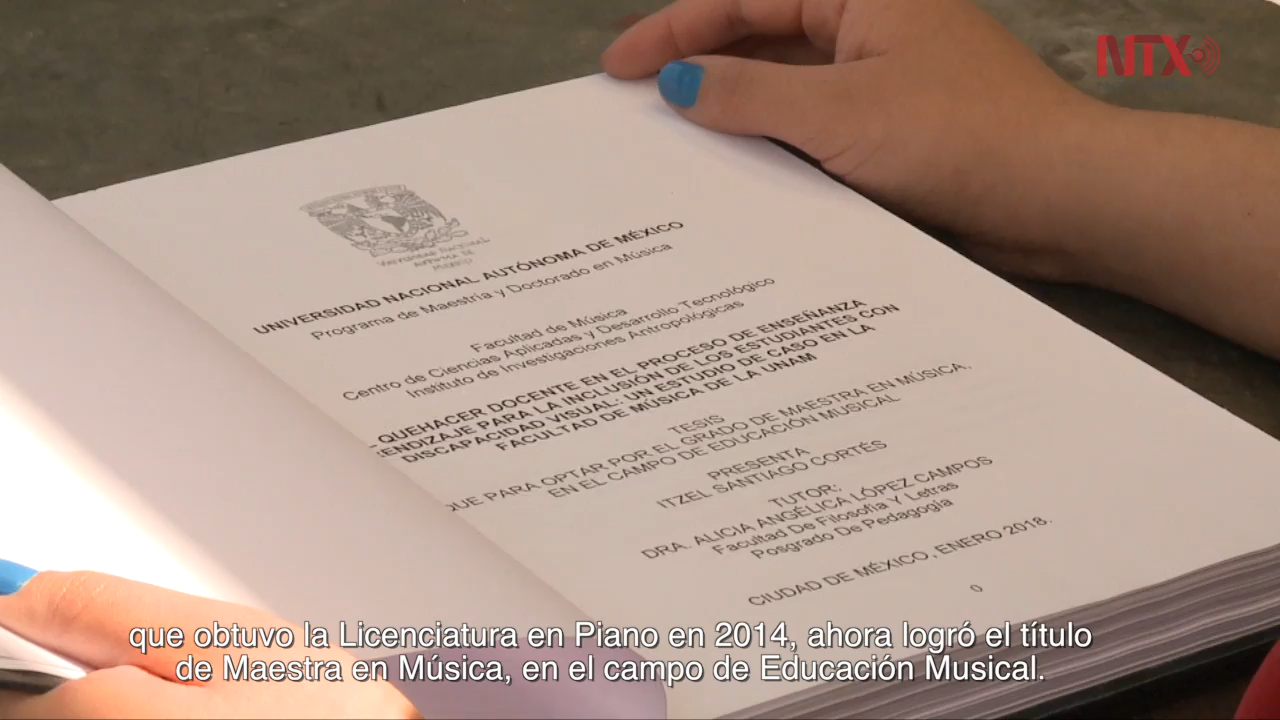 NTX
UNIVERSIDAD NACIONAL
AUTÓNOMA DE
MÉXICO
UNIVERSIDAD NACIONAL AUTÓNOMA DE MÉXICO
Programa de Maestría y Doctorado en Música
Facultad de Música
Centro de Ciencias Aplicadas y Desarrollo Tecnológico
Instituto de Investigaciones Antropológicas
QUEHACER DOCENTE EN EL PROCESO DE ENSEÑANZA
ENDIZAJE PARA LA INCLUSIÓN DE LOS ESTUDIANTES CON
DISCAPACIDAD VISUAL: UN ESTUDIO DE CASO EN LA
FACULTAD DE MÚSICA DE LA UNAM
TESIS
QUE PARA OPTAR POR EL GRADO DE MAESTRA EN MÚSICA,
EN EL CAMPO DE EDUCACIÓN MUSICAL
PRESENTA
ITZEL SANTIAGO CORTÉS
TUTOR:
DRA. ALICIA ANGÉLICA LÓPEZ CAMPOS
Facultad De Filosofía Y Letras
Posgrado De Pedagogía
CIUDAD DE MÉXICO, ENERO 2018.
0
que obtuvo la Licenciatura en Piano en 2014, ahora logró el título
de Maestra en Música, en el campo de Educación Musical.